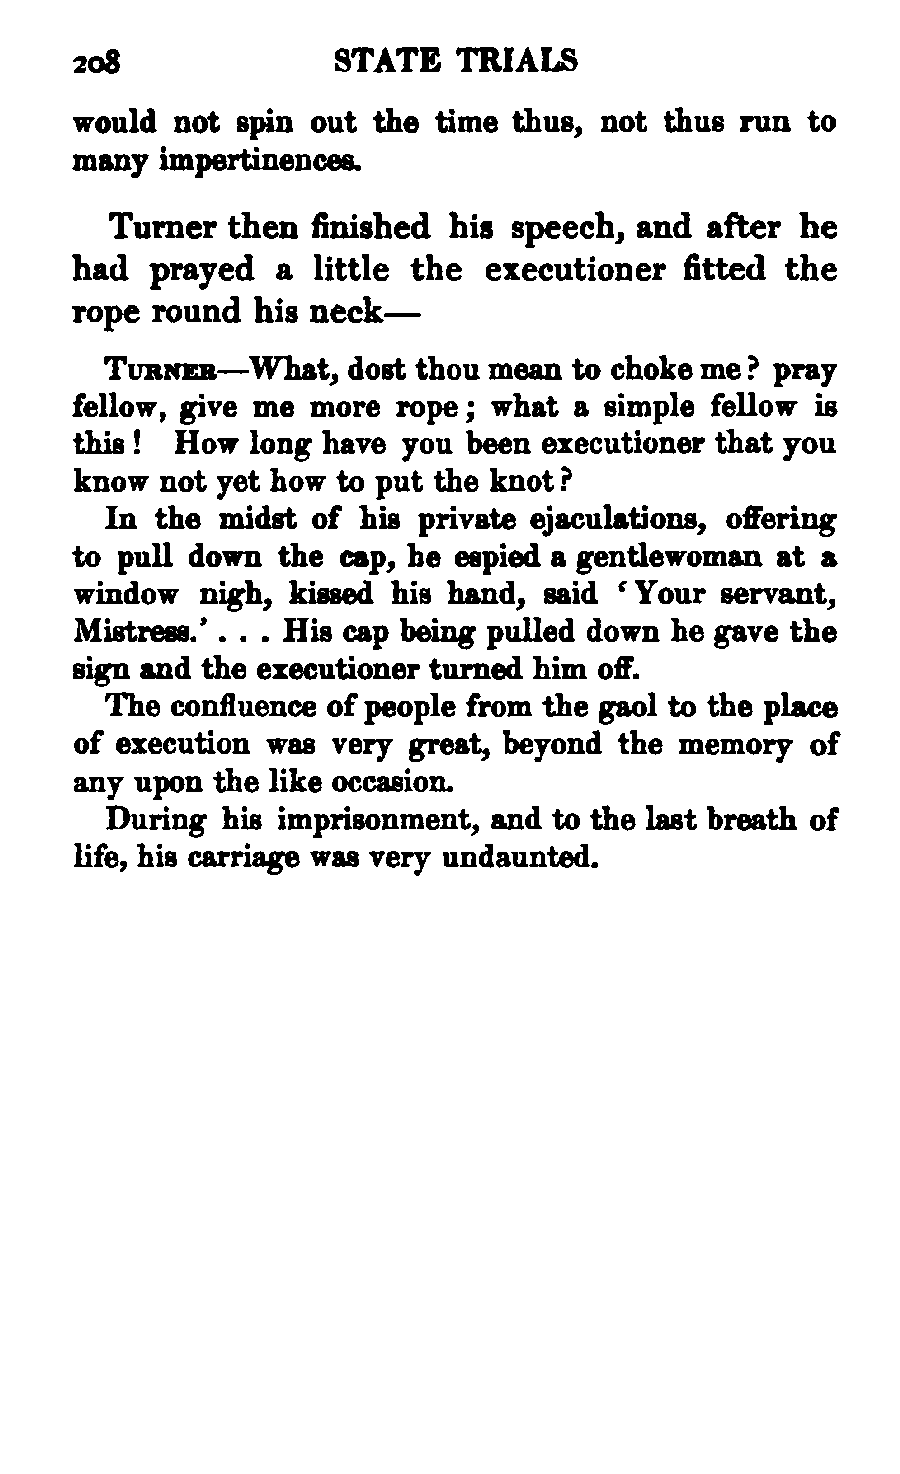 208 STATE TRIALS
would not spin out the time thus, not thus run to
many impertinences.
Turner then finished his speech, and after he
had prayed a little the executioner fitted the
rope round his neck—
TURNER—What, dost thou mean to choke me? pray
fellow, give me more rope; what a simple fellow is
this! How long have you been executioner that you
know not yet how to put the knot?
In the midst of his private ejaculations, offering
to pull down the cap, he espied a gentlewoman at a
window nigh, kissed his hand, said ‘Your servant,
Mistress.’ . . . His cap being pulled down he gave the
sign and the executioner turned him off.
The confluence of people from the gaol to the place
of execution was very great, beyond the memory of
any upon the like occasion.
During his imprisonment, and to the last breath of
life, his carriage was very undaunted.